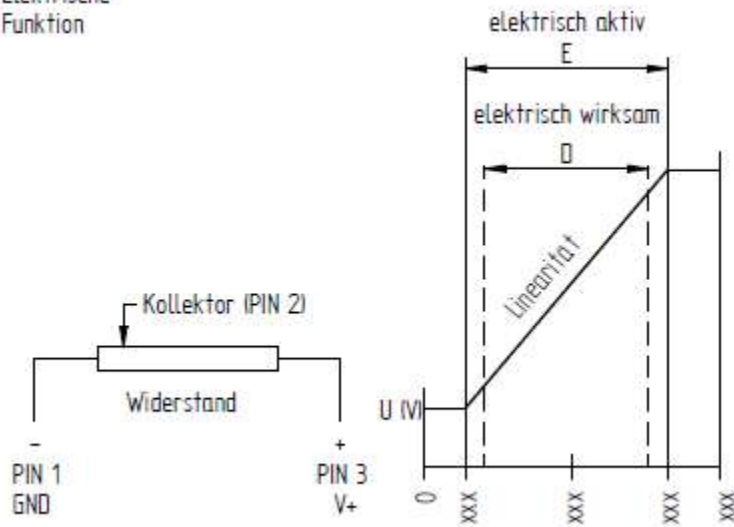 Elektrische
Funktion
elektrisch aktiv
E
elektrisch wirksam
D
Linearität
Kollektor (PIN 2)
Widerstand
U (V)
-
+
PIN 1
PIN 3
GND
V+
0
XXX
XXX
XXX
XXX